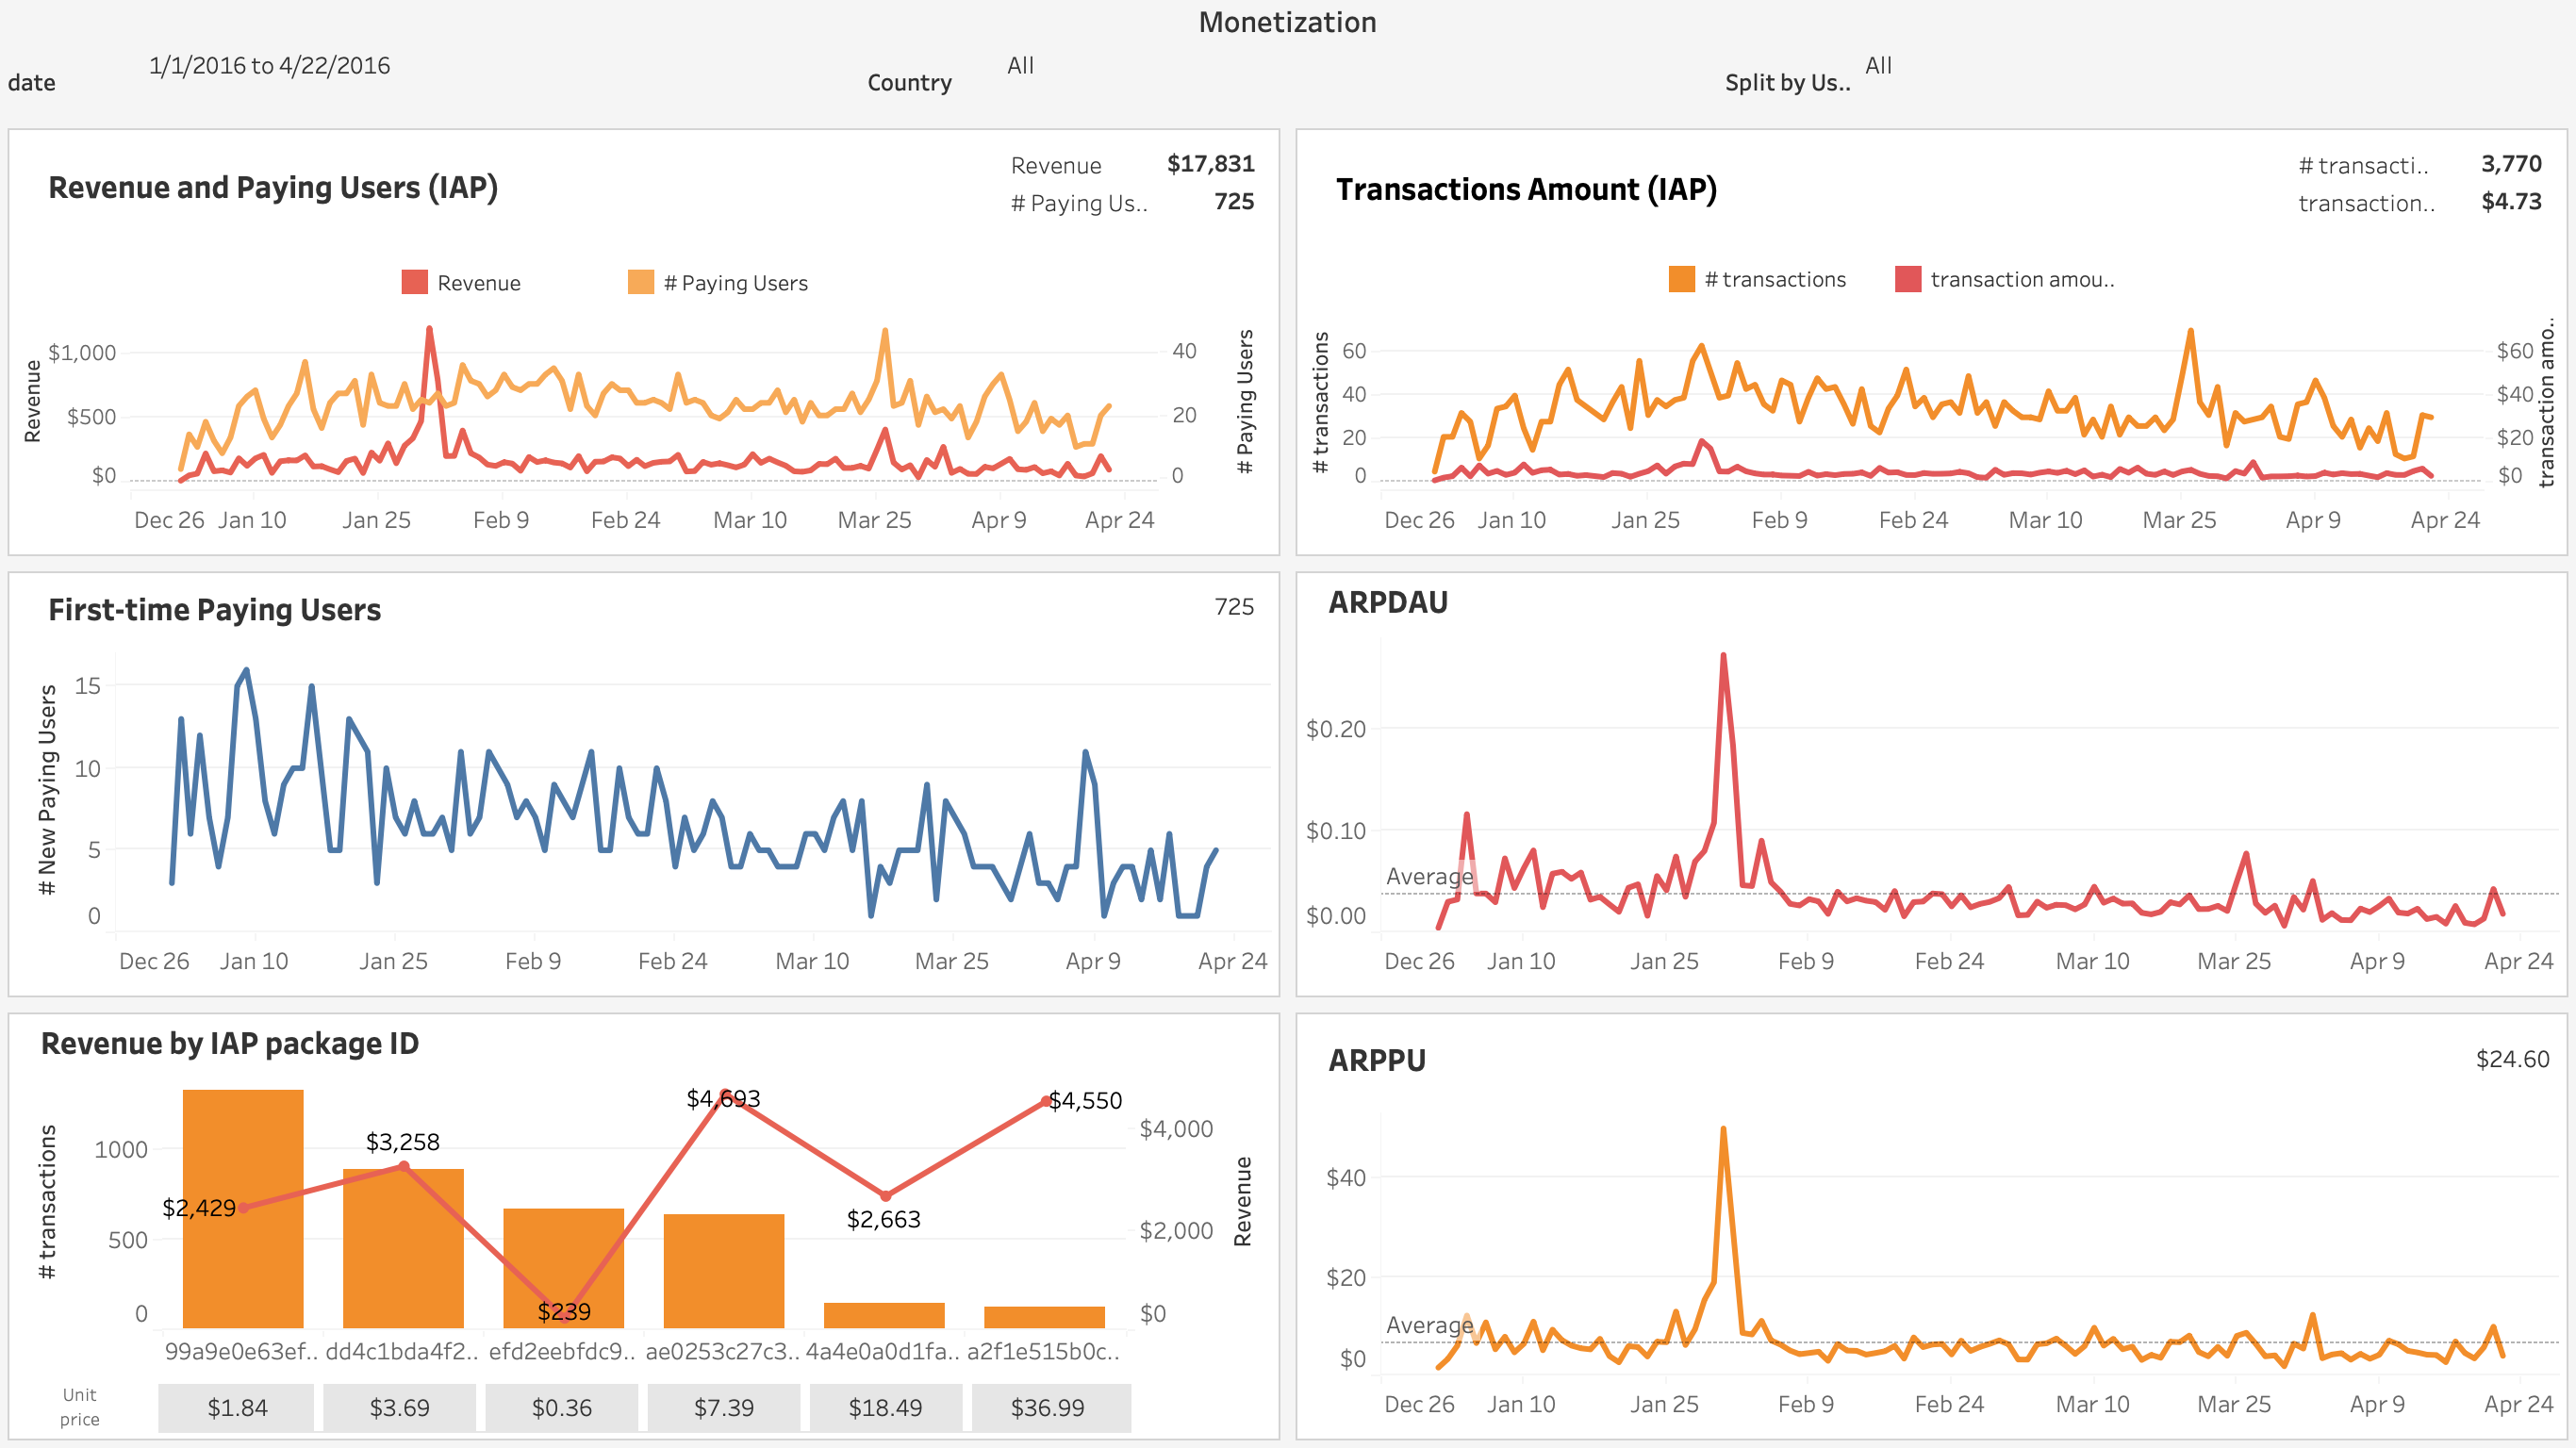 Monetization
date
1/1/2016 to 4/22/2016
Country
All
Split by Us..
All
Revenue and Paying Users (IAP)
Revenue $17,831
# Paying Us.. 725
Revenue # Paying Users
Revenue
$1,000
$500
$0
40
20
0
# Paying Users
Dec 26 Jan 10 Jan 25 Feb 9 Feb 24 Mar 10 Mar 25 Apr 9 Apr 24
Transactions Amount (IAP)
# transacti.. 3,770
transaction.. $4.73
# transactions transaction amou..
# transactions
60
40
20
0
$60
$40
$20
$0
transaction amo..
Dec 26 Jan 10 Jan 25 Feb 9 Feb 24 Mar 10 Mar 25 Apr 9 Apr 24
First-time Paying Users
725
# New Paying Users
15
10
5
0
Dec 26 Jan 10 Jan 25 Feb 9 Feb 24 Mar 10 Mar 25 Apr 9 Apr 24
ARPDAU
$0.20
$0.10
Average
$0.00
Dec 26 Jan 10 Jan 25 Feb 9 Feb 24 Mar 10 Mar 25 Apr 9 Apr 24
Revenue by IAP package ID
# transactions
1000
500
0
$2,429
$3,258
$239
$4,693
$2,663
$4,550
$4,000
$2,000
$0
Revenue
99a9e0e63ef.. dd4c1bda4f2.. efd2eebfdc9.. ae0253c27c3.. 4a4e0a0d1fa.. a2f1e515b0c..
Unit
price
$1.84 $3.69 $0.36 $7.39 $18.49 $36.99
ARPPU
$24.60
$40
$20
Average
$0
Dec 26 Jan 10 Jan 25 Feb 9 Feb 24 Mar 10 Mar 25 Apr 9 Apr 24